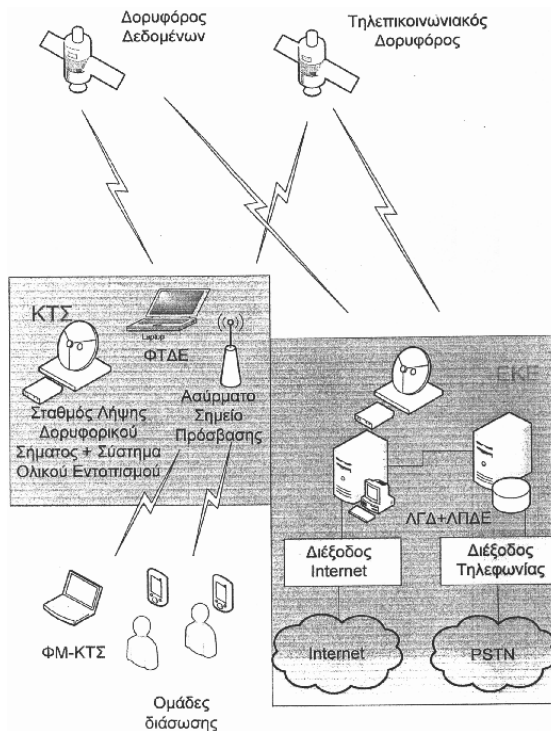 Δορυφόρος
Δεδομένων
Τηλεπικοινωνιακός
Δορυφόρος
ΚΤΣ
Laptop
ΦΤΔΕ
Σταθμός Λήψης
Δορυφορικού
Σήματος + Σύστημα
Ολικού Εντοπισμού
Ασύρματο
Σημείο
Πρόσβασης
ΕΚΕ
ΛΓΔ+ΛΠΔΕ
Διέξοδος
Internet
Διέξοδος
Τηλεφωνίας
Internet
PSTN
ΦΜ-ΚΤΣ
Ομάδες
διάσωσης